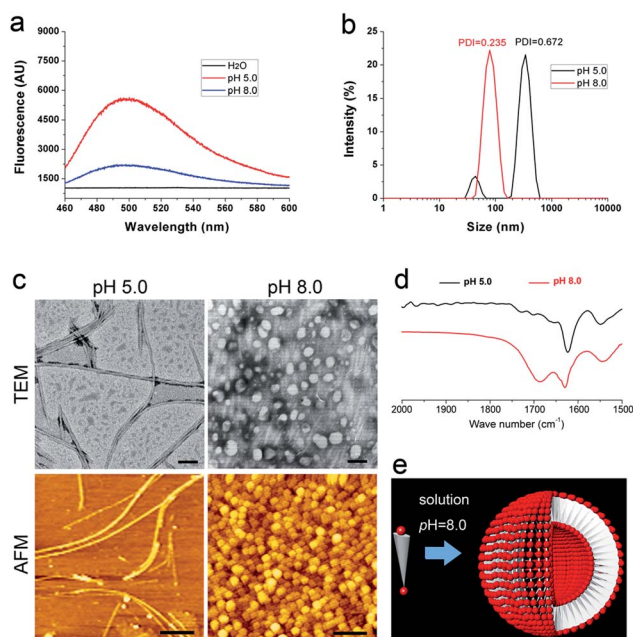 a
9000
7500
6000
4500
3000
1500
Fluorescence (AU)
H2O
pH 5.0
pH 8.0
460 480 500 520 540 560 580 600
Wavelength (nm)
b
PDI=0.235 PDI=0.672
25
20
15
10
5
0
Intensity (%)
pH 5.0
pH 8.0
1 10 100 1000 10000
Size (nm)
c
pH 5.0 pH 8.0
TEM
AFM
d
pH 5.0 pH 8.0
2000 1900 1800 1700 1600 1500
Wave number (cm⁻¹)
e
solution
pH=8.0